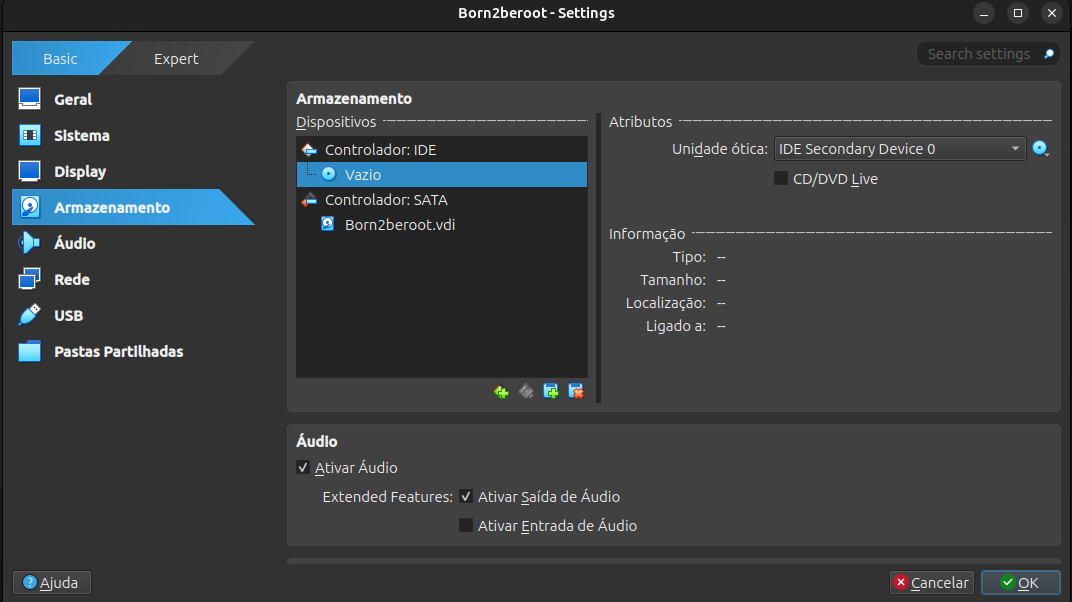 Born2beroot - Settings
Basic
Expert
Search settings
Geral
Sistema
Display
Armazenamento
Áudio
Rede
USB
Pastas Partilhadas
Armazenamento
Dispositivos
Controlador: IDE
Vazio
Controlador: SATA
Born2beroot.vdi
Atributos
Unidade ótica: IDE Secondary Device 0
CD/DVD Live
Informação
Tipo: --
Tamanho: --
Localização: --
Ligado a: --
Áudio
Ativar Áudio
Extended Features: Ativar Saída de Áudio
Ativar Entrada de Áudio
Ajuda
Cancelar
OK